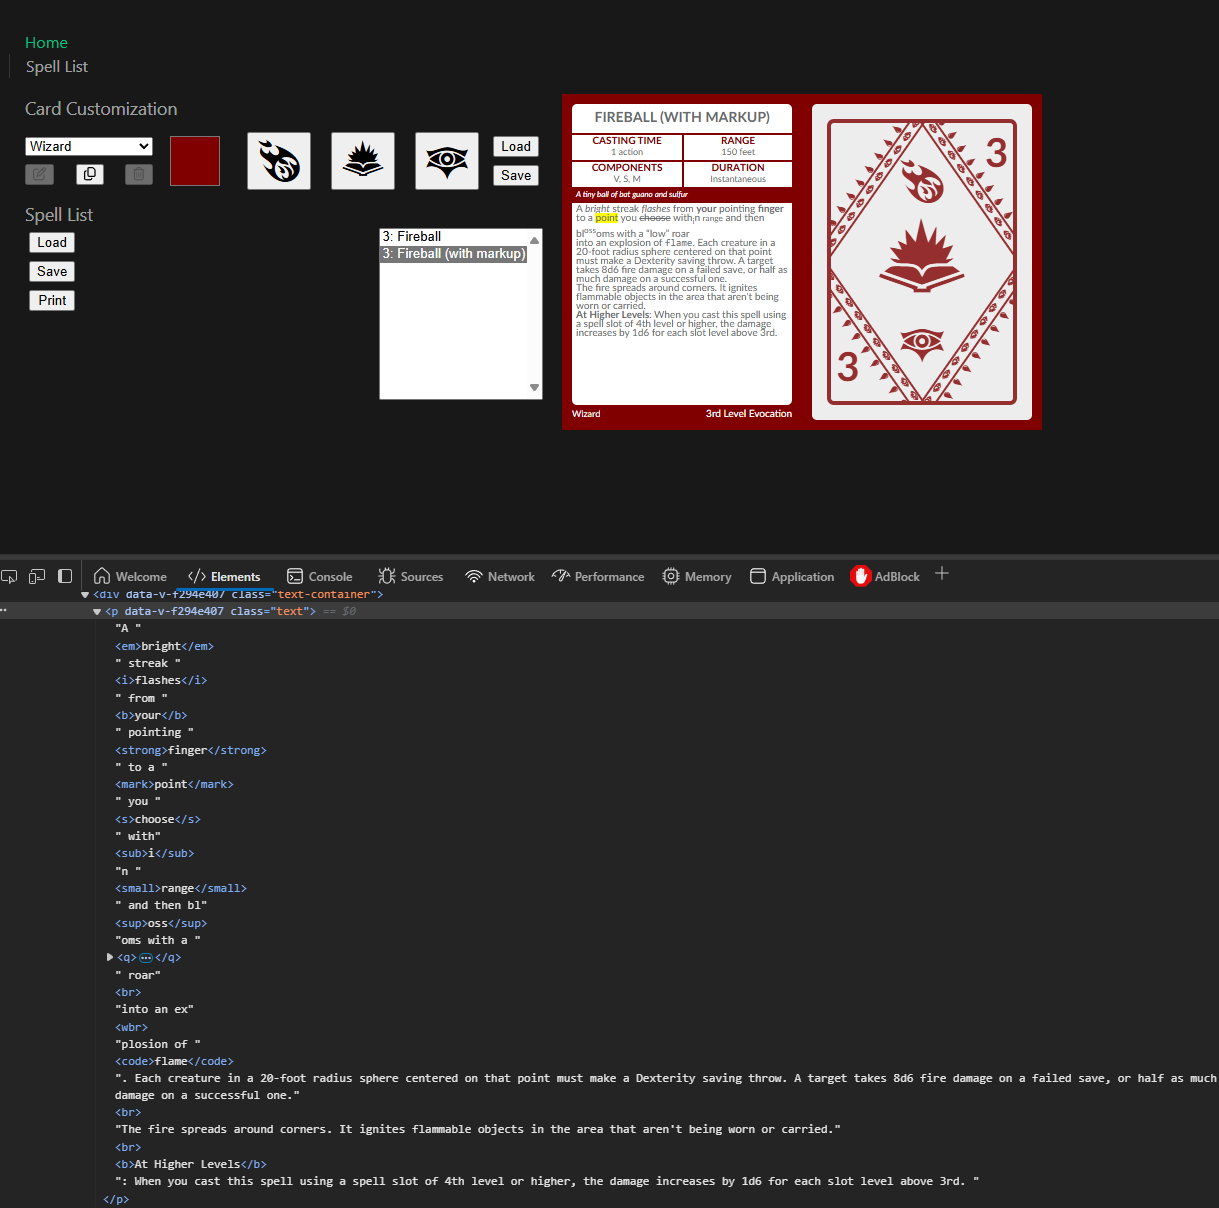 Home
Spell List
Card Customization
Wizard
Load
Save
Spell List
Load
Save
Print
3: Fireball
3: Fireball (with markup)
FIREBALL (WITH MARKUP)
CASTING TIME
1 action
RANGE
150 feet
COMPONENTS
V, S, M
DURATION
Instantaneous
A tiny ball of bat guano and sulfur
A bright streak flashes from your pointing finger
to a point you choose within range and then
blossoms with a “low” roar
into an explosion of flame. Each creature in a
20-foot radius sphere centered on that point
must make a Dexterity saving throw. A target
takes 8d6 fire damage on a failed save, or half as
much damage on a successful one.
The fire spreads around corners. It ignites
flammable objects in the area that aren't being
worn or carried.
At Higher Levels: When you cast this spell using
a spell slot of 4th level or higher, the damage
increases by 1d6 for each slot level above 3rd.
Wizard
3rd Level Evocation
3
3
Welcome
</> Elements
Console
Sources
Network
Performance
Memory
Application
AdBlock
<div data-v-f294e407 class="text-container">
<p data-v-f294e407 class="text"> == $0
"A "
<em>bright</em>
" streak "
<i>flashes</i>
" from "
<b>your</b>
" pointing "
<strong>finger</strong>
" to a "
<mark>point</mark>
" you "
<s>choose</s>
" with"
<sub>i</sub>
"n "
<small>range</small>
" and then bl"
<sup>oss</sup>
"oms with a "
<q>…</q>
" roar"
<br>
"into an ex"
<wbr>
"plosion of "
<code>flame</code>
". Each creature in a 20-foot radius sphere centered on that point must make a Dexterity saving throw. A target takes 8d6 fire damage on a failed save, or half as much
damage on a successful one."
<br>
"The fire spreads around corners. It ignites flammable objects in the area that aren't being worn or carried."
<br>
<b>At Higher Levels</b>
": When you cast this spell using a spell slot of 4th level or higher, the damage increases by 1d6 for each slot level above 3rd. "
</p>